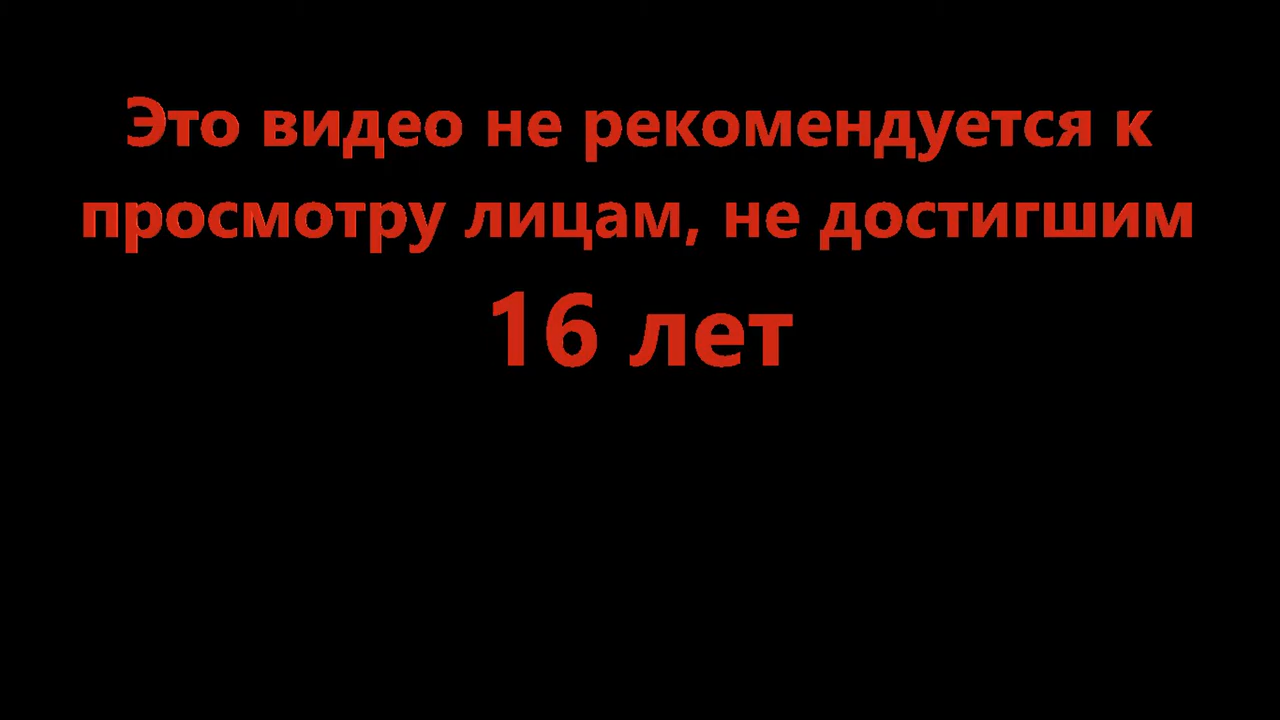 Это видео не рекомендуется к
просмотру лицам, не достигшим
16 лет